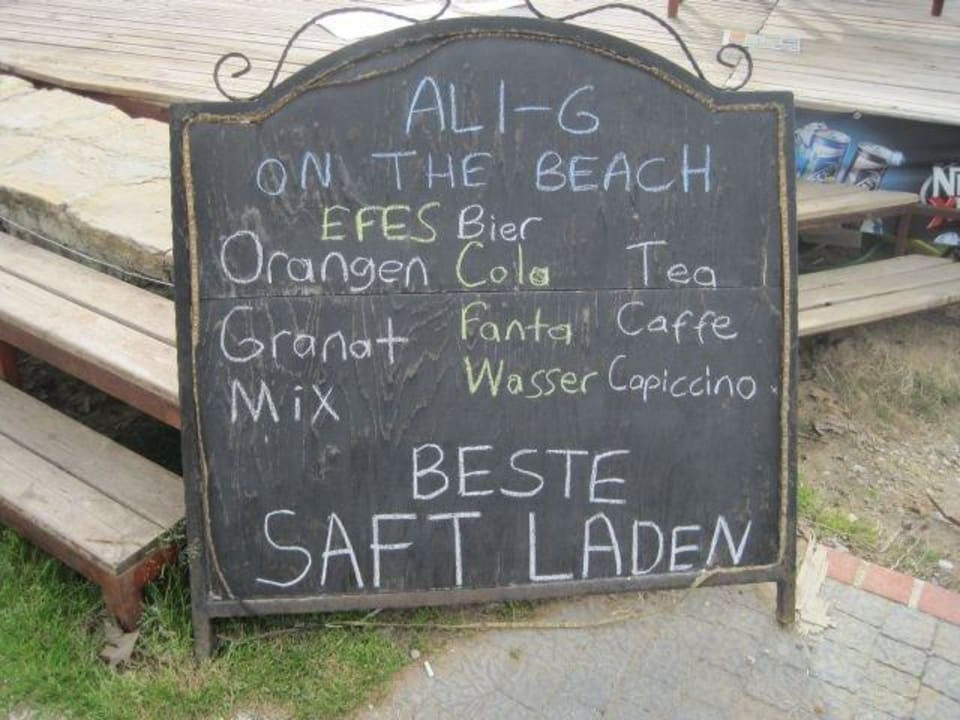 ALI-G
ON THE BEACH
EFES Bier
Orangen Cola Tea
Granat Fanta Caffe
Mix Wasser Capiccino
BESTE
SAFT LADEN